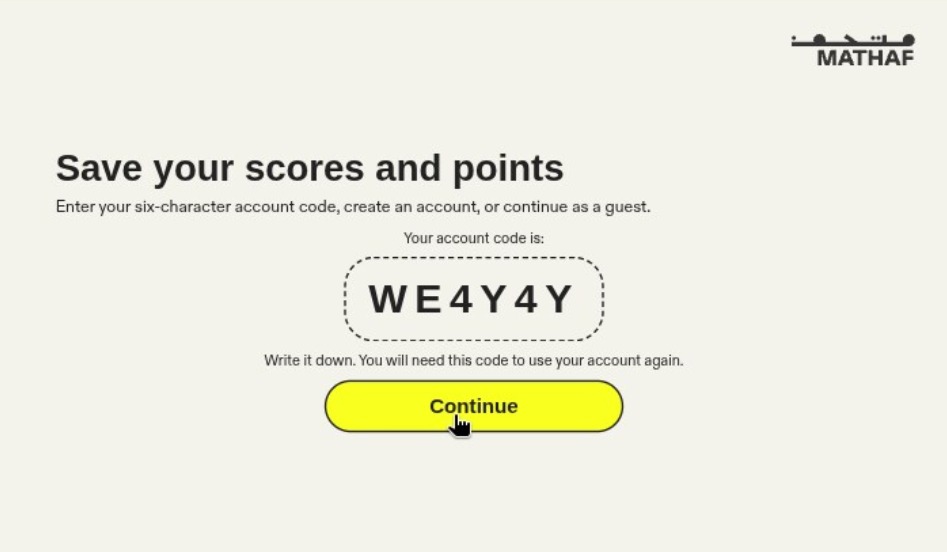 متحف
MATHAF
Save your scores and points
Enter your six-character account code, create an account, or continue as a guest.
Your account code is:
WE4Y4Y
Write it down. You will need this code to use your account again.
Continue